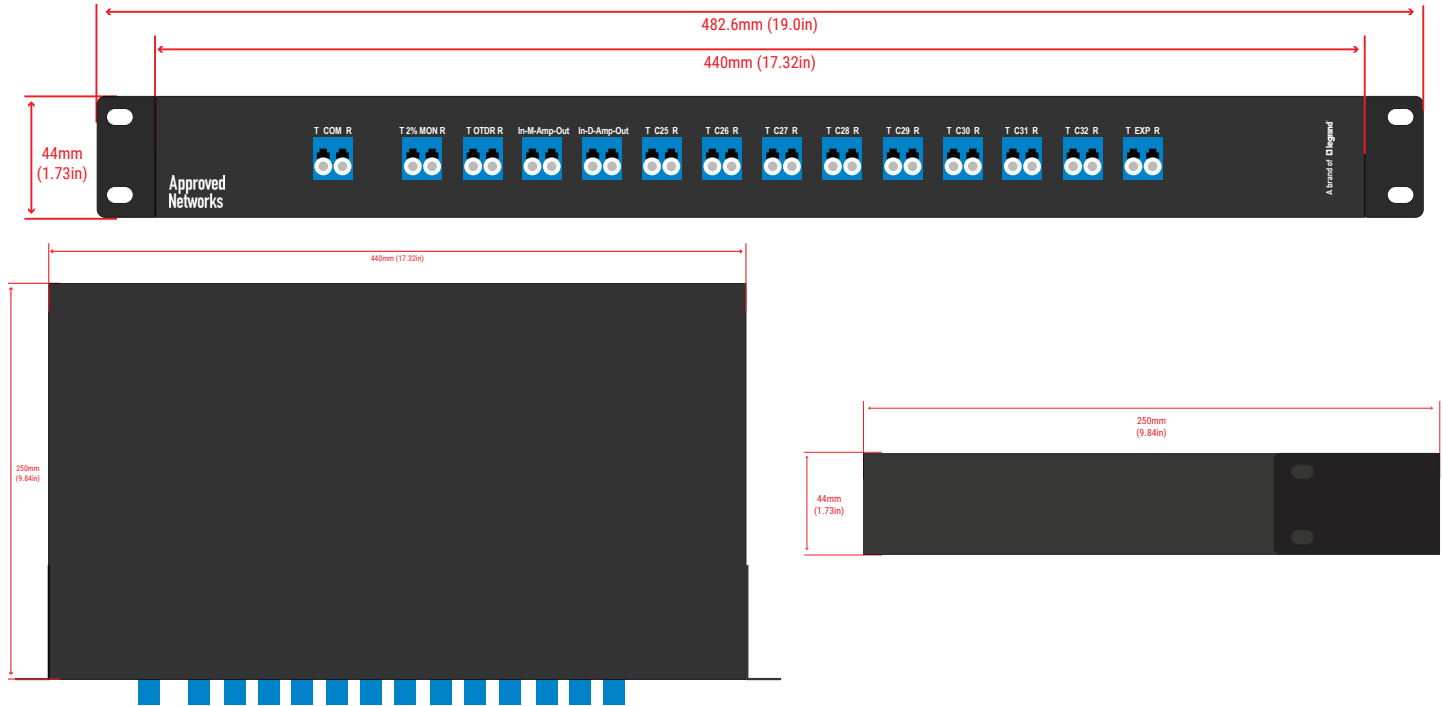 482.6mm (19.0in)
440mm (17.32in)
44mm
(1.73in)
T COM R
T 2% MON R
T OTDR R
In-M-Amp-Out
In-D-Amp-Out
T C25 R
T C26 R
T C27 R
T C28 R
T C29 R
T C30 R
T C31 R
T C32 R
T EXP R
Approved
Networks
A brand of legrand
440mm (17.32in)
250mm
(9.84in)
250mm
(9.84in)
44mm
(1.73in)